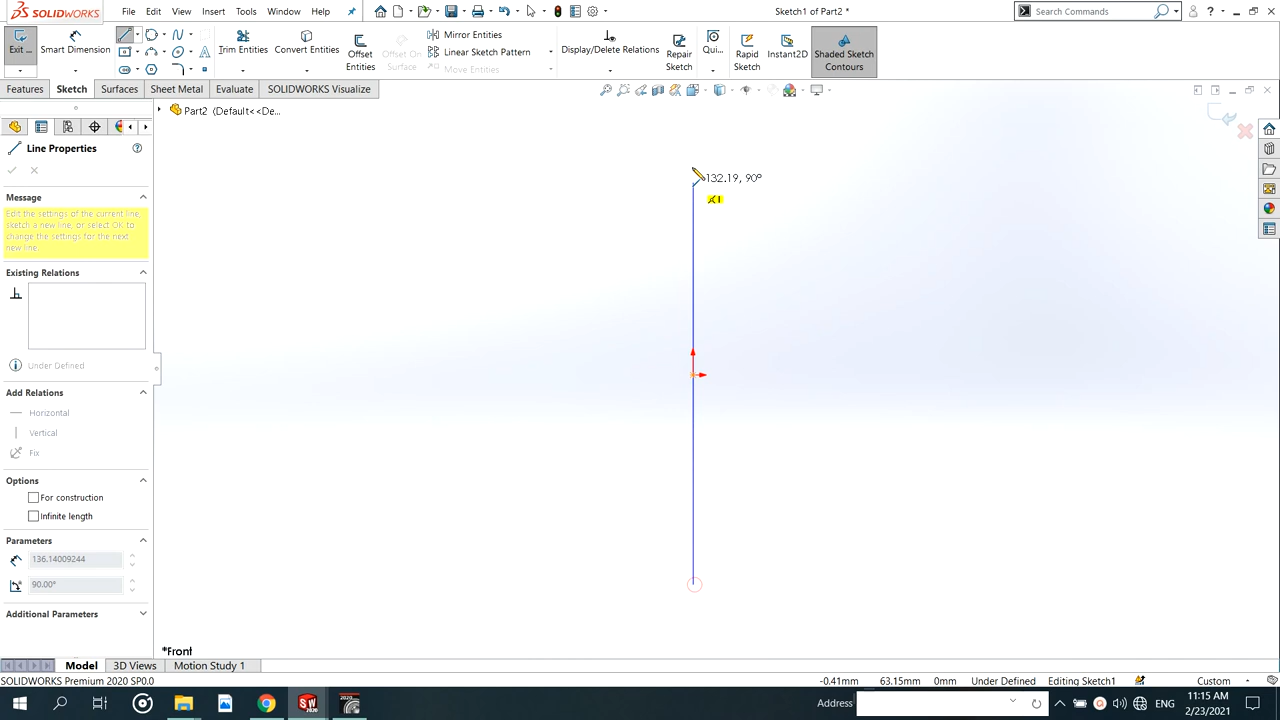 SOLIDWORKS File Edit View Insert Tools Window Help Sketch1 of Part2 * Search Commands
Exit ... Smart Dimension Trim Entities Convert Entities Offset Entities Offset On Surface Mirror Entities Linear Sketch Pattern Move Entities Display/Delete Relations Repair Sketch Qui... Rapid Sketch Instant2D Shaded Sketch Contours
Features Sketch Surfaces Sheet Metal Evaluate SOLIDWORKS Visualize
Part2 (Default<<De...
Line Properties
Message
Edit the settings of the current line,
sketch a new line, or select OK to
change the settings for the next
new line.
Existing Relations
Under Defined
Add Relations
Horizontal
Vertical
Fix
Options
For construction
Infinite length
Parameters
136.14009244
90.00°
Additional Parameters
132.19, 90°
*Front
Model 3D Views Motion Study 1
SOLIDWORKS Premium 2020 SP0.0 -0.41mm 63.15mm 0mm Under Defined Editing Sketch1 Custom
Address ENG 11:15 AM
2/23/2021